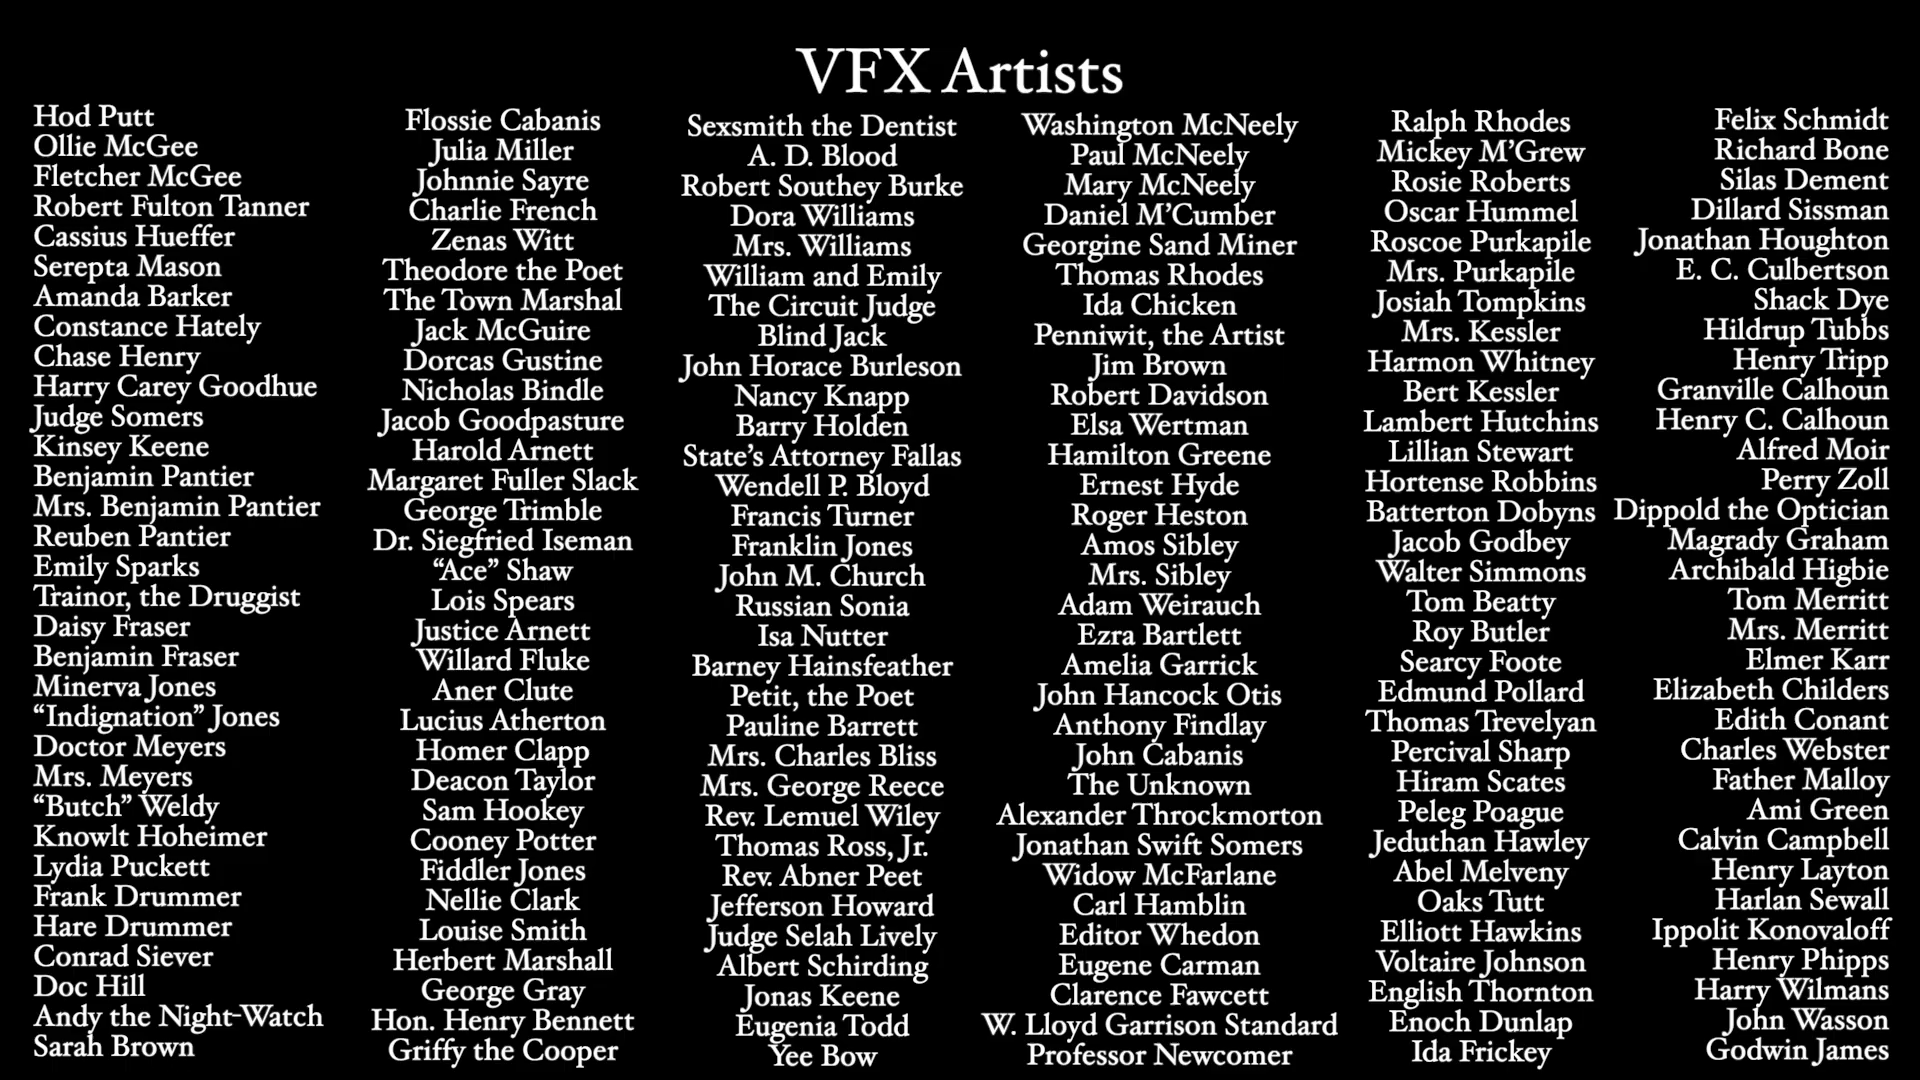 VFX Artists
Hod Putt
Ollie McGee
Fletcher McGee
Robert Fulton Tanner
Cassius Hueffer
Serepta Mason
Amanda Barker
Constance Hately
Chase Henry
Harry Carey Goodhue
Judge Somers
Kinsey Keene
Benjamin Pantier
Mrs. Benjamin Pantier
Reuben Pantier
Emily Sparks
Trainor, the Druggist
Daisy Fraser
Benjamin Fraser
Minerva Jones
“Indignation” Jones
Doctor Meyers
Mrs. Meyers
“Butch” Weldy
Knowlt Hoheimer
Lydia Puckett
Frank Drummer
Hare Drummer
Conrad Siever
Doc Hill
Andy the Night-Watch
Sarah Brown
Flossie Cabanis
Julia Miller
Johnnie Sayre
Charlie French
Zenas Witt
Theodore the Poet
The Town Marshal
Jack McGuire
Dorcas Gustine
Nicholas Bindle
Jacob Goodpasture
Harold Arnett
Margaret Fuller Slack
George Trimble
Dr. Siegfried Iseman
“Ace” Shaw
Lois Spears
Justice Arnett
Willard Fluke
Aner Clute
Lucius Atherton
Homer Clapp
Deacon Taylor
Sam Hookey
Cooney Potter
Fiddler Jones
Nellie Clark
Louise Smith
Herbert Marshall
George Gray
Hon. Henry Bennett
Griffy the Cooper
Sexsmith the Dentist
A. D. Blood
Robert Southey Burke
Dora Williams
Mrs. Williams
William and Emily
The Circuit Judge
Blind Jack
John Horace Burleson
Nancy Knapp
Barry Holden
State’s Attorney Fallas
Wendell P. Bloyd
Francis Turner
Franklin Jones
John M. Church
Russian Sonia
Isa Nutter
Barney Hainsfeather
Petit, the Poet
Pauline Barrett
Mrs. Charles Bliss
Mrs. George Reece
Rev. Lemuel Wiley
Thomas Ross, Jr.
Rev. Abner Peet
Jefferson Howard
Judge Selah Lively
Albert Schirding
Jonas Keene
Eugenia Todd
Yee Bow
Washington McNeely
Paul McNeely
Mary McNeely
Daniel M’Cumber
Georgine Sand Miner
Thomas Rhodes
Ida Chicken
Penniwit, the Artist
Jim Brown
Robert Davidson
Elsa Wertman
Hamilton Greene
Ernest Hyde
Roger Heston
Amos Sibley
Mrs. Sibley
Adam Weirauch
Ezra Bartlett
Amelia Garrick
John Hancock Otis
Anthony Findlay
John Cabanis
The Unknown
Alexander Throckmorton
Jonathan Swift Somers
Widow McFarlane
Carl Hamblin
Editor Whedon
Eugene Carman
Clarence Fawcett
W. Lloyd Garrison Standard
Professor Newcomer
Ralph Rhodes
Mickey M’Grew
Rosie Roberts
Oscar Hummel
Roscoe Purkapile
Mrs. Purkapile
Josiah Tompkins
Mrs. Kessler
Harmon Whitney
Bert Kessler
Lambert Hutchins
Lillian Stewart
Hortense Robbins
Batterton Dobyns
Jacob Godbey
Walter Simmons
Tom Beatty
Roy Butler
Searcy Foote
Edmund Pollard
Thomas Trevelyan
Percival Sharp
Hiram Scates
Peleg Poague
Jeduthan Hawley
Abel Melveny
Oaks Tutt
Elliott Hawkins
Voltaire Johnson
English Thornton
Enoch Dunlap
Ida Frickey
Felix Schmidt
Richard Bone
Silas Dement
Dillard Sissman
Jonathan Houghton
E. C. Culbertson
Shack Dye
Hildrup Tubbs
Henry Tripp
Granville Calhoun
Henry C. Calhoun
Alfred Moir
Perry Zoll
Dippold the Optician
Magrady Graham
Archibald Higbie
Tom Merritt
Mrs. Merritt
Elmer Karr
Elizabeth Childers
Edith Conant
Charles Webster
Father Malloy
Ami Green
Calvin Campbell
Henry Layton
Harlan Sewall
Ippolit Konovaloff
Henry Phipps
Harry Wilmans
John Wasson
Godwin James